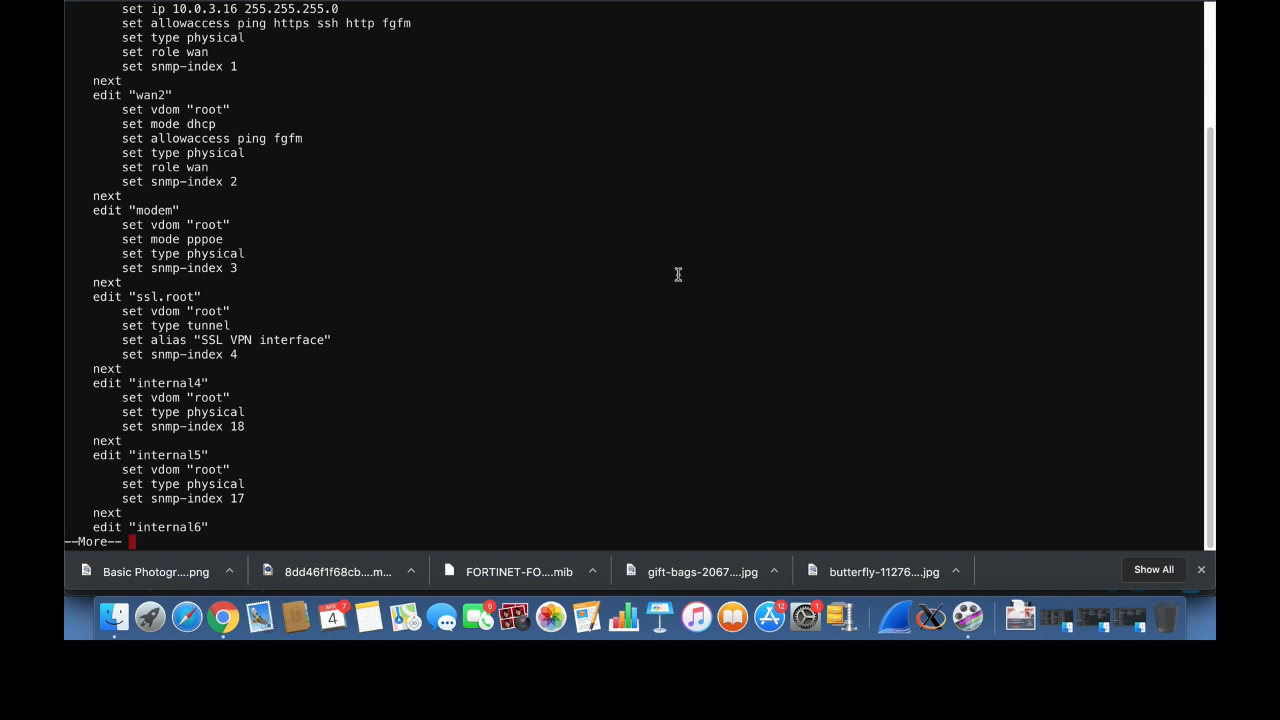 set ip 10.0.3.16 255.255.255.0
set allowaccess ping https ssh http fgfm
set type physical
set role wan
set snmp-index 1
next
edit "wan2"
set vdom "root"
set mode dhcp
set allowaccess ping fgfm
set type physical
set role wan
set snmp-index 2
next
edit "modem"
set vdom "root"
set mode pppoe
set type physical
set snmp-index 3
next
edit "ssl.root"
set vdom "root"
set type tunnel
set alias "SSL VPN interface"
set snmp-index 4
next
edit "internal4"
set vdom "root"
set type physical
set snmp-index 18
next
edit "internal5"
set vdom "root"
set type physical
set snmp-index 17
next
edit "internal6"
--More--
Basic Photogr....png 8dd46f1f68cb....m... FORTINET-FO....mib gift-bags-2067....jpg butterfly-11276....jpg Show All
APR 7 4 5 12 1